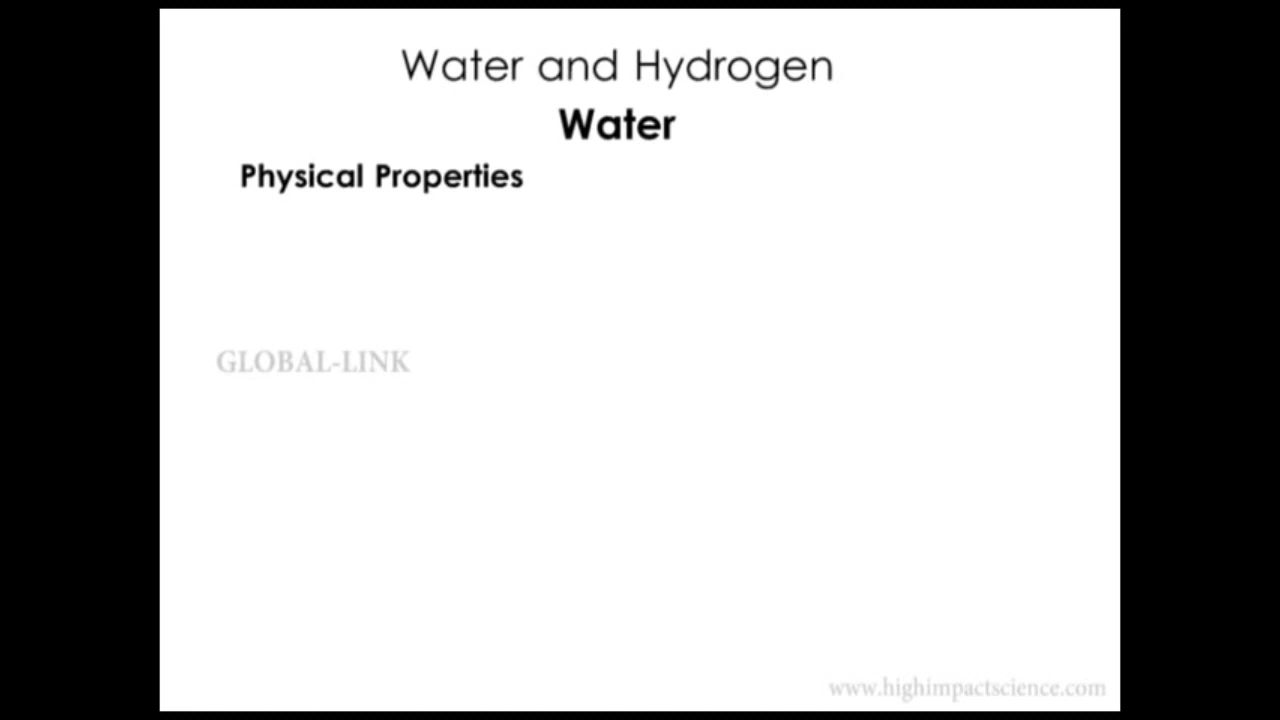 Water and Hydrogen
Water
Physical Properties
GLOBAL-LINK
www.highimpactscience.com